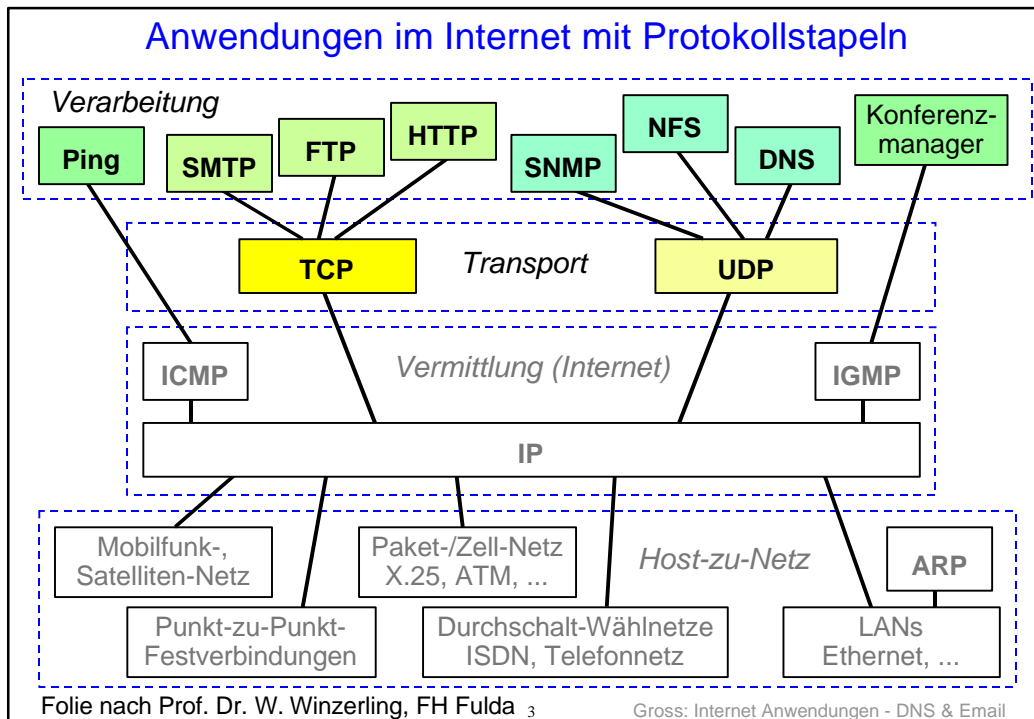 Anwendungen im Internet mit Protokollstapeln
Verarbeitung
Ping
SMTP
FTP
HTTP
SNMP
NFS
DNS
Konferenz-
manager
TCP
Transport
UDP
ICMP
Vermittlung (Internet)
IGMP
IP
Mobilfunk-,
Satelliten-Netz
Paket-/Zell-Netz
X.25, ATM, ...
Host-zu-Netz
ARP
Punkt-zu-Punkt-
Festverbindungen
Durchschalt-Wählnetze
ISDN, Telefonnetz
LANs
Ethernet, ...
Folie nach Prof. Dr. W. Winzerling, FH Fulda
3
Gross: Internet Anwendungen - DNS & Email